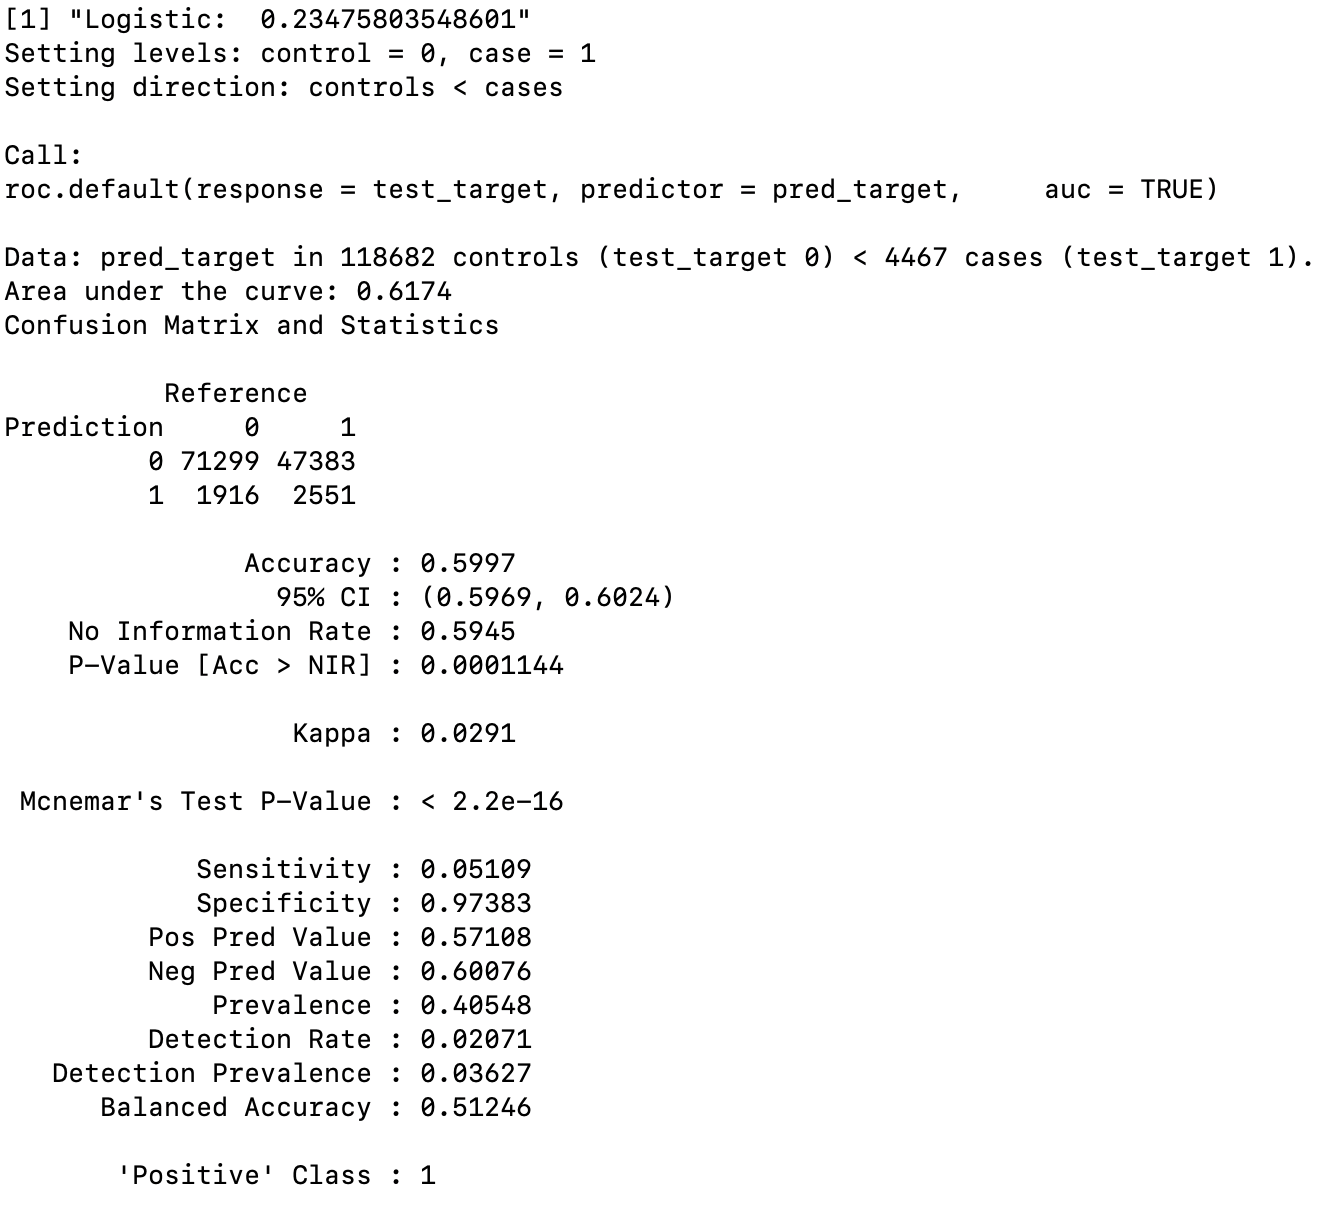 [1] "Logistic:  0.23475803548601"
Setting levels: control = 0, case = 1
Setting direction: controls < cases

Call:
roc.default(response = test_target, predictor = pred_target,     auc = TRUE)

Data: pred_target in 118682 controls (test_target 0) < 4467 cases (test_target 1).
Area under the curve: 0.6174
Confusion Matrix and Statistics

          Reference
Prediction     0     1
         0 71299 47383
         1  1916  2551

               Accuracy : 0.5997
                 95% CI : (0.5969, 0.6024)
    No Information Rate : 0.5945
    P-Value [Acc > NIR] : 0.0001144

                  Kappa : 0.0291

 Mcnemar's Test P-Value : < 2.2e-16

            Sensitivity : 0.05109
            Specificity : 0.97383
         Pos Pred Value : 0.57108
         Neg Pred Value : 0.60076
             Prevalence : 0.40548
         Detection Rate : 0.02071
   Detection Prevalence : 0.03627
      Balanced Accuracy : 0.51246

       'Positive' Class : 1